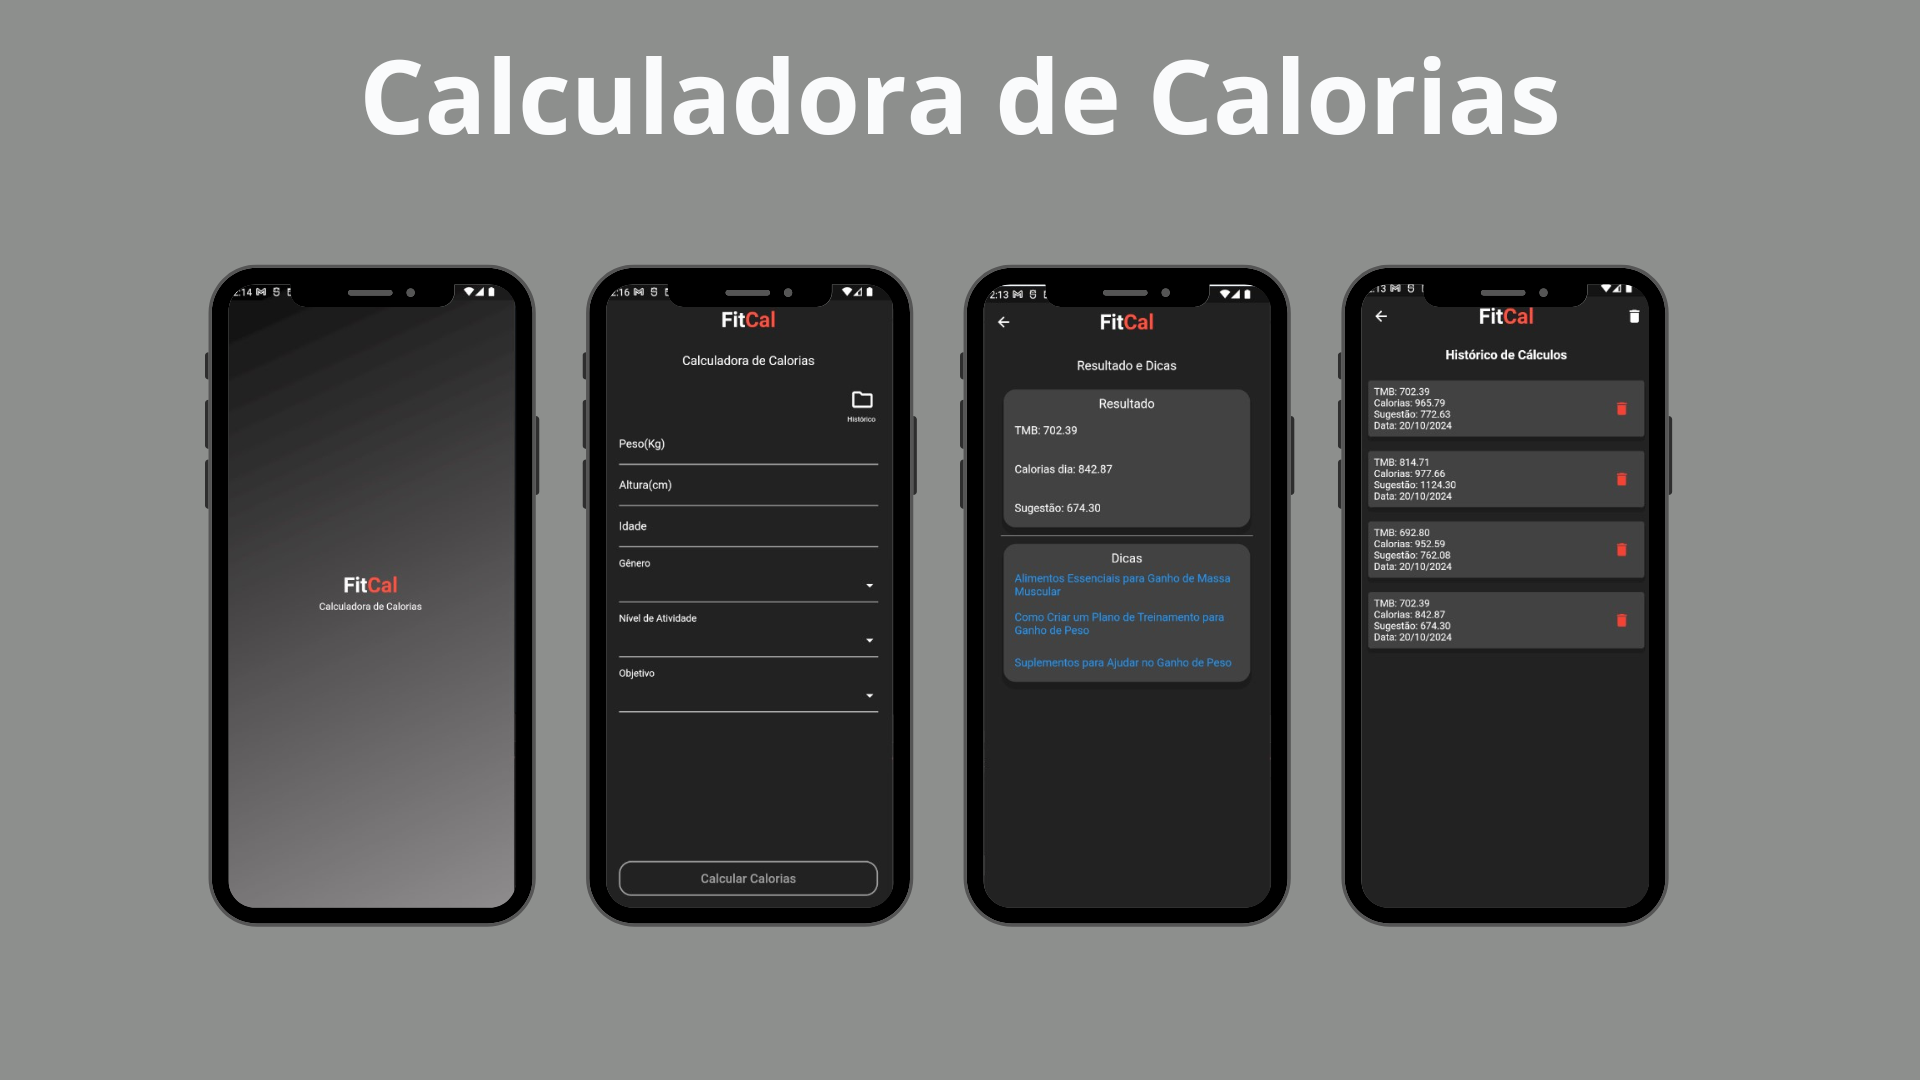 Calculadora de Calorias
:14
FitCal
Calculadora de Calorias
:16
FitCal
Calculadora de Calorias
Histórico
Peso(Kg)
Altura(cm)
Idade
Gênero
Nível de Atividade
Objetivo
Calcular Calorias
2:13
FitCal
Resultado e Dicas
Resultado
TMB: 702.39
Calorias dia: 842.87
Sugestão: 674.30
Dicas
Alimentos Essenciais para Ganho de Massa
Muscular
Como Criar um Plano de Treinamento para
Ganho de Peso
Suplementos para Ajudar no Ganho de Peso
:13
FitCal
Histórico de Cálculos
TMB: 702.39
Calorias: 965.79
Sugestão: 772.63
Data: 20/10/2024
TMB: 814.71
Calorias: 977.66
Sugestão: 1124.30
Data: 20/10/2024
TMB: 692.80
Calorias: 952.59
Sugestão: 762.08
Data: 20/10/2024
TMB: 702.39
Calorias: 842.87
Sugestão: 674.30
Data: 20/10/2024